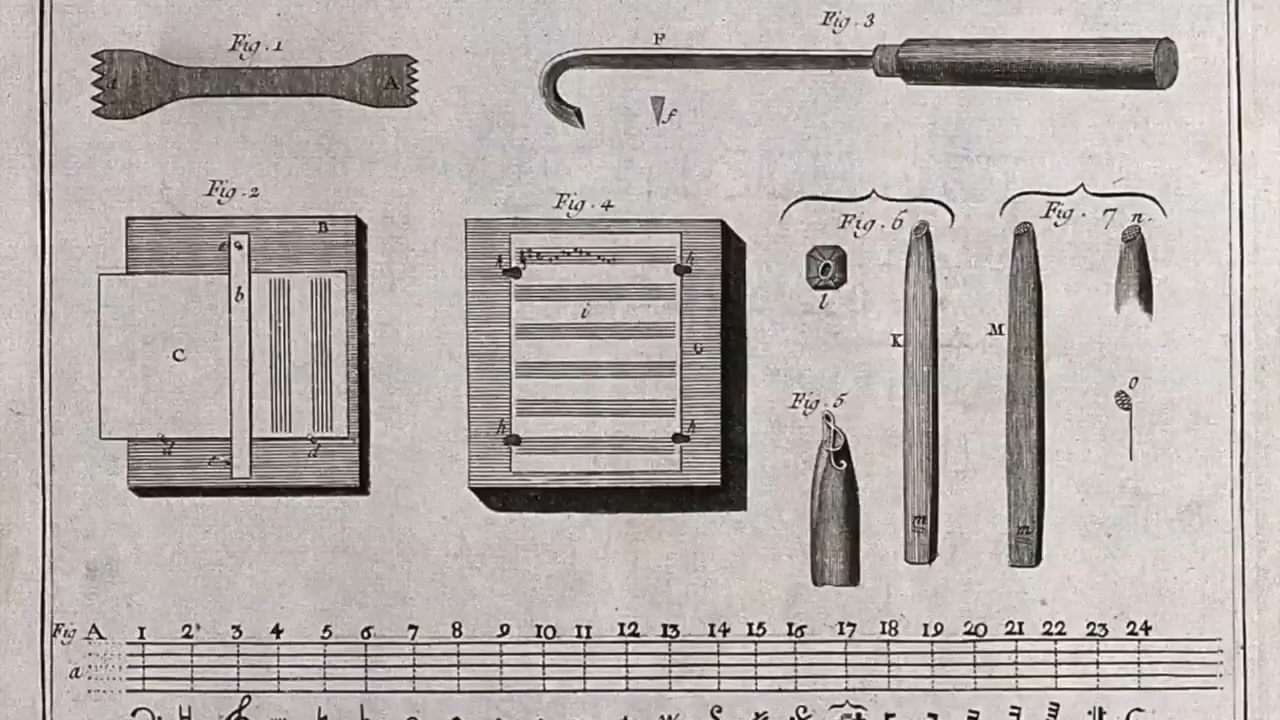 Fig. 3
Fig. 1
F
a
A
f
Fig. 2
Fig. 4
Fig. 6
Fig. 7 n.
B
e
h
h
l
b
i
K
M
C
G
o
Fig. 5
d
d
h
h
e
m
m
Fig A 1 2 3 4 5 6 7 8 9 10 11 12 13 14 15 16 17 18 19 20 21 22 23 24
a